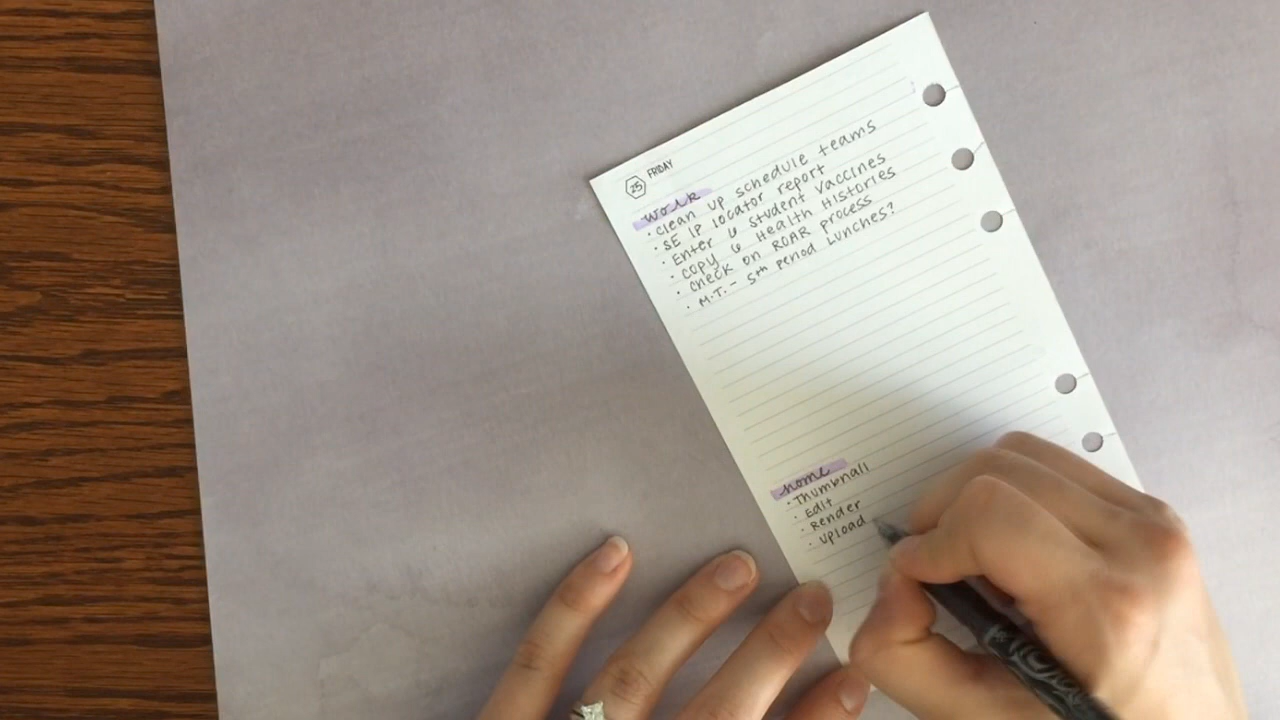 25 FRIDAY
work
• clean up schedule teams
• SE IP locator report
• Enter 6 student vaccines
• copy 6 Health Histories
• check on ROAR process
• M.T. - 5th period Lunches?
home
• Thumbnail
• Edit
• Render
• Upload